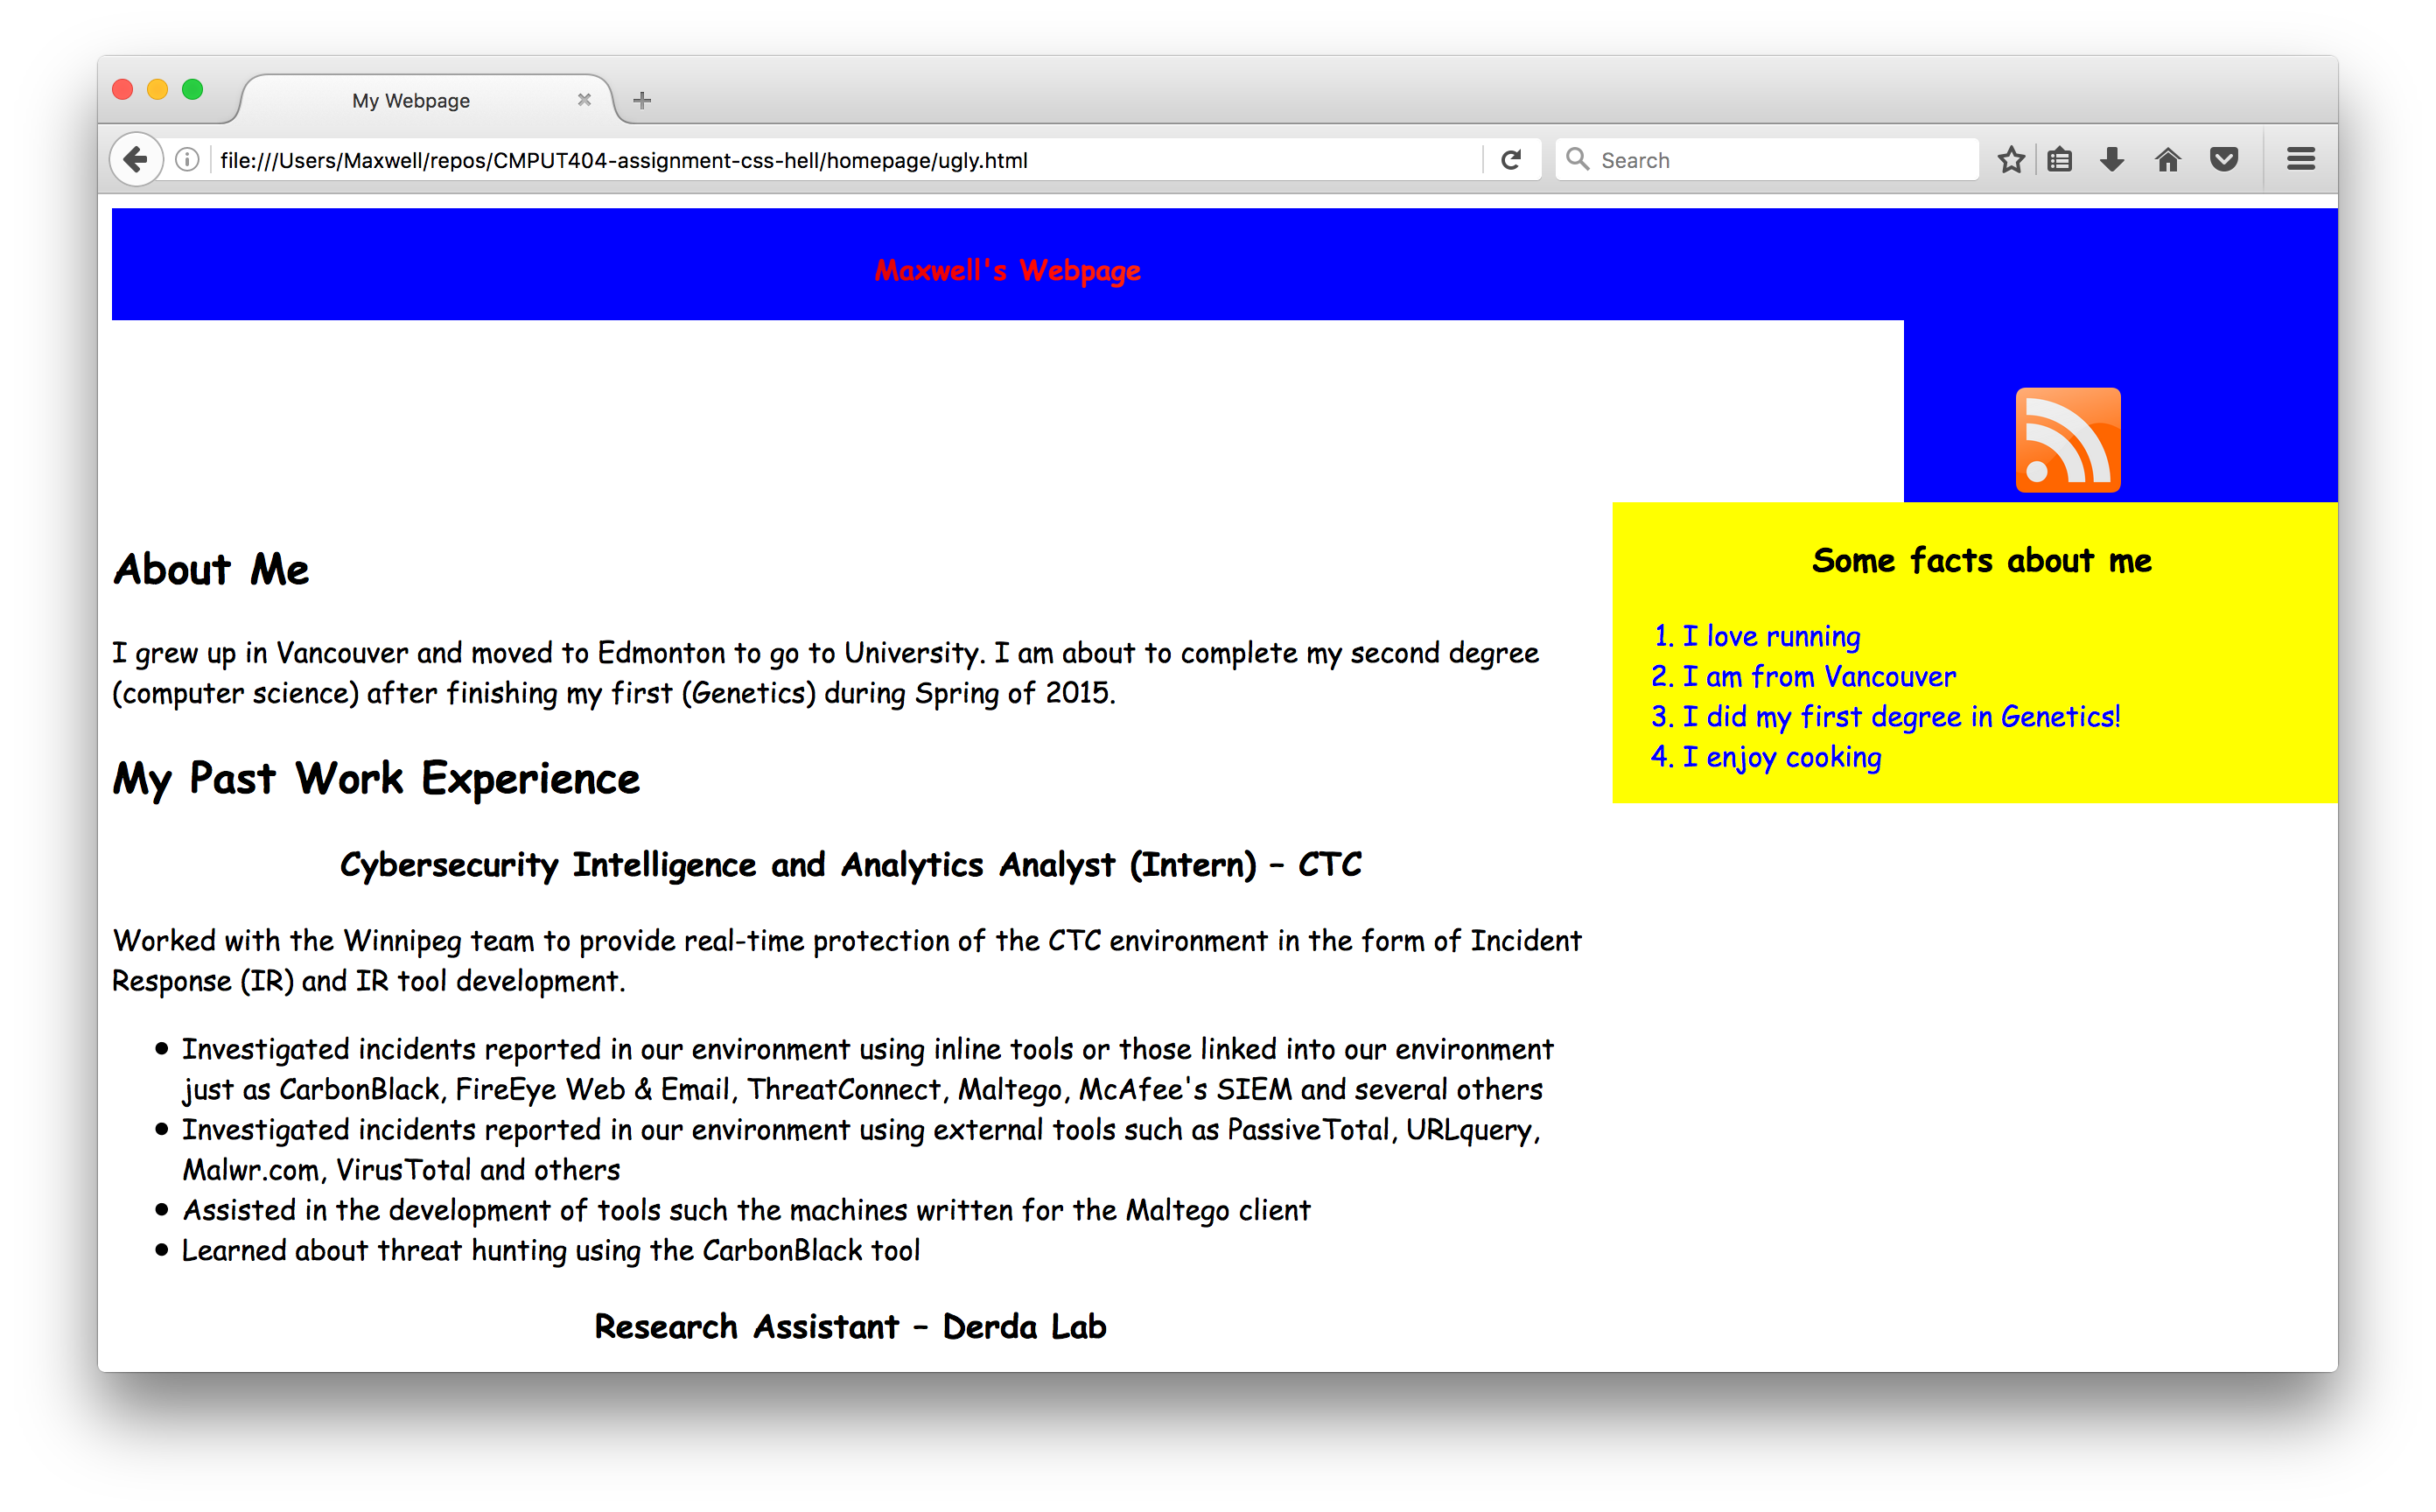 My Webpage
file:///Users/Maxwell/repos/CMPUT404-assignment-css-hell/homepage/ugly.html
Search
Maxwell's Webpage
About Me
I grew up in Vancouver and moved to Edmonton to go to University. I am about to complete my second degree
(computer science) after finishing my first (Genetics) during Spring of 2015.
My Past Work Experience
Cybersecurity Intelligence and Analytics Analyst (Intern) – CTC
Worked with the Winnipeg team to provide real-time protection of the CTC environment in the form of Incident
Response (IR) and IR tool development.
• Investigated incidents reported in our environment using inline tools or those linked into our environment
just as CarbonBlack, FireEye Web & Email, ThreatConnect, Maltego, McAfee's SIEM and several others
• Investigated incidents reported in our environment using external tools such as PassiveTotal, URLquery,
Malwr.com, VirusTotal and others
• Assisted in the development of tools such the machines written for the Maltego client
• Learned about threat hunting using the CarbonBlack tool
Research Assistant – Derda Lab
Some facts about me
1. I love running
2. I am from Vancouver
3. I did my first degree in Genetics!
4. I enjoy cooking